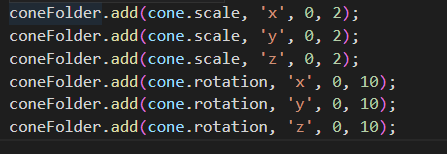 coneFolder.add(cone.scale, 'x', 0, 2);
coneFolder.add(cone.scale, 'y', 0, 2);
coneFolder.add(cone.scale, 'z', 0, 2);
coneFolder.add(cone.rotation, 'x', 0, 10);
coneFolder.add(cone.rotation, 'y', 0, 10);
coneFolder.add(cone.rotation, 'z', 0, 10);